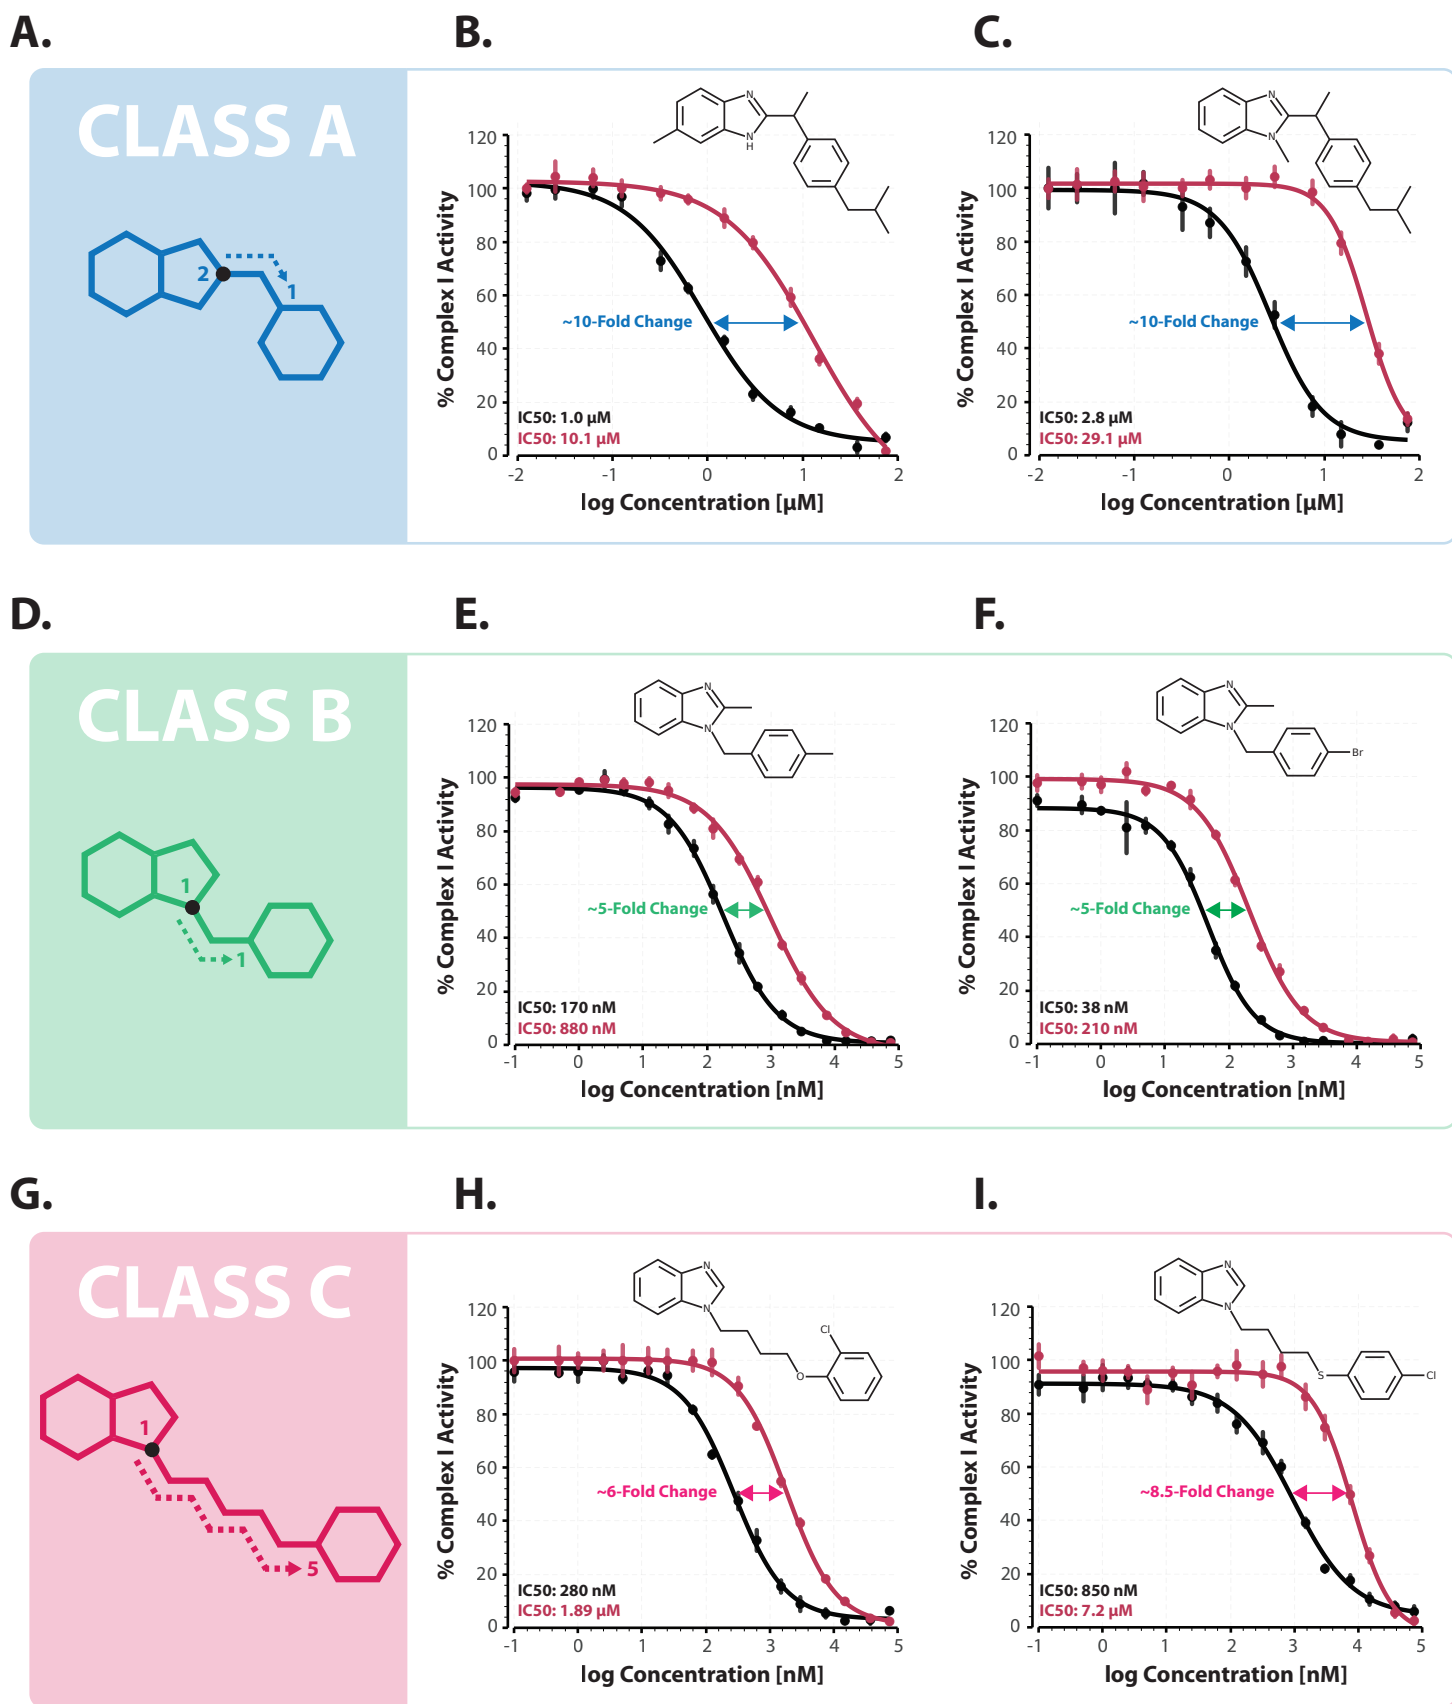 A.
B.
C.
CLASS A
2
1
N
N
H
120
100
80
60
40
20
0
% Complex I Activity
~10-Fold Change
IC50: 1.0 µM
IC50: 10.1 µM
-2
-1
0
1
2
log Concentration [µM]
N
N
120
100
80
60
40
20
0
% Complex I Activity
~10-Fold Change
IC50: 2.8 µM
IC50: 29.1 µM
-2
-1
0
1
2
log Concentration [µM]
D.
E.
F.
CLASS B
1
1
N
N
120
100
80
60
40
20
0
% Complex I Activity
~5-Fold Change
IC50: 170 nM
IC50: 880 nM
-1
0
1
2
3
4
5
log Concentration [nM]
N
N
Br
120
100
80
60
40
20
0
% Complex I Activity
~5-Fold Change
IC50: 38 nM
IC50: 210 nM
-1
0
1
2
3
4
5
log Concentration [nM]
G.
H.
I.
CLASS C
1
5
N
N
Cl
O
120
100
80
60
40
20
0
% Complex I Activity
~6-Fold Change
IC50: 280 nM
IC50: 1.89 µM
-1
0
1
2
3
4
5
log Concentration [nM]
N
N
S
Cl
120
100
80
60
40
20
0
% Complex I Activity
~8.5-Fold Change
IC50: 850 nM
IC50: 7.2 µM
-1
0
1
2
3
4
5
log Concentration [nM]